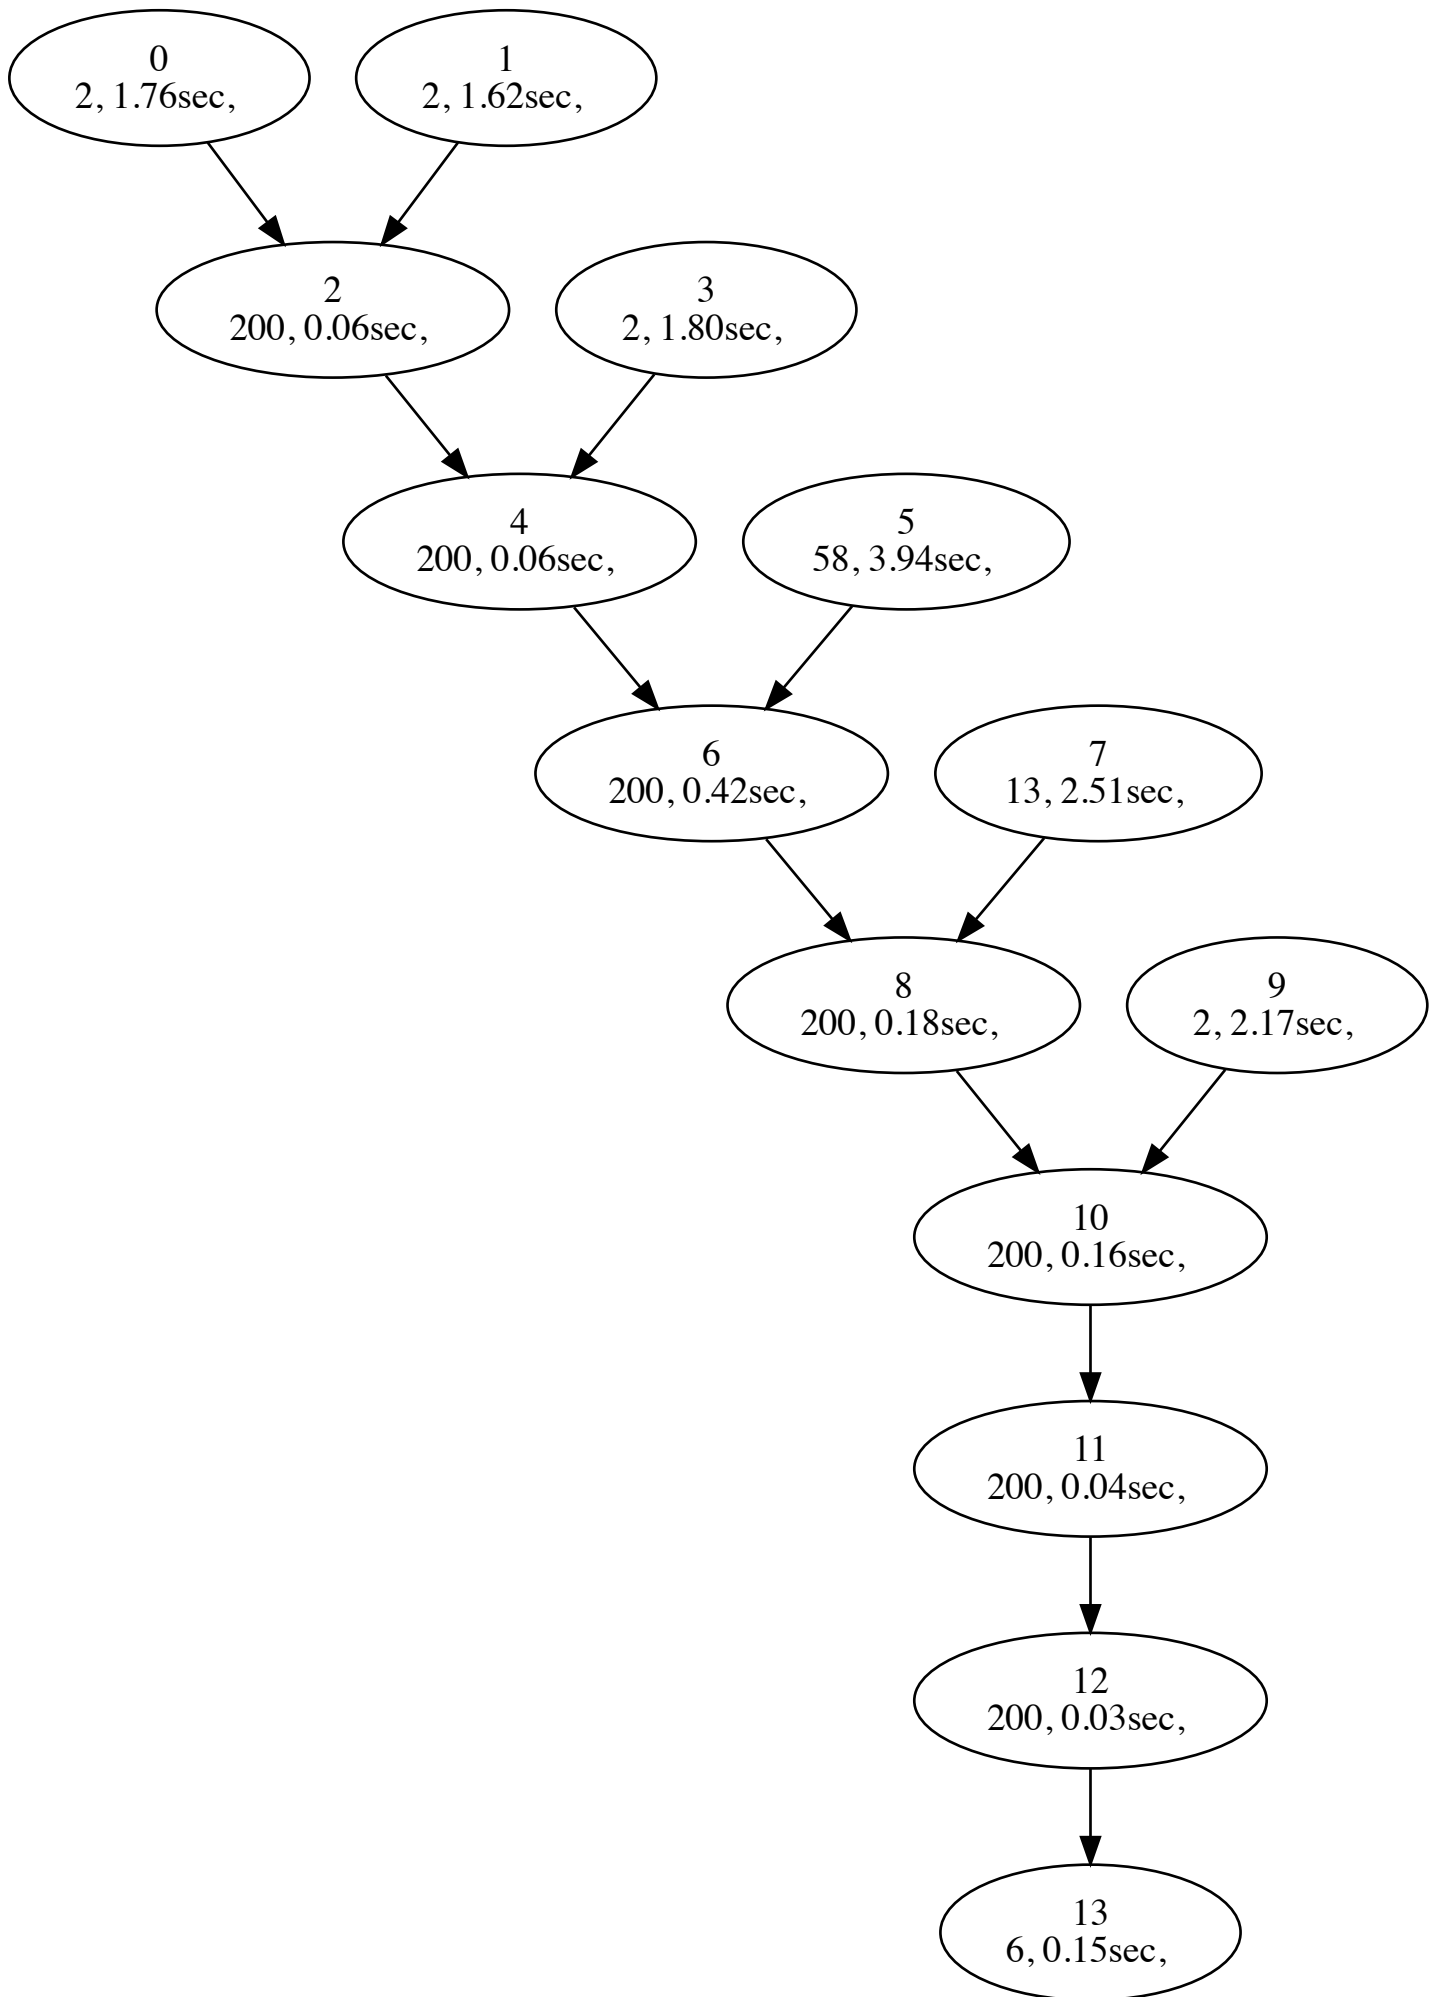 0
2, 1.76sec,
1
2, 1.62sec,
2
200, 0.06sec,
3
2, 1.80sec,
4
200, 0.06sec,
5
58, 3.94sec,
6
200, 0.42sec,
7
13, 2.51sec,
8
200, 0.18sec,
9
2, 2.17sec,
10
200, 0.16sec,
11
200, 0.04sec,
12
200, 0.03sec,
13
6, 0.15sec,